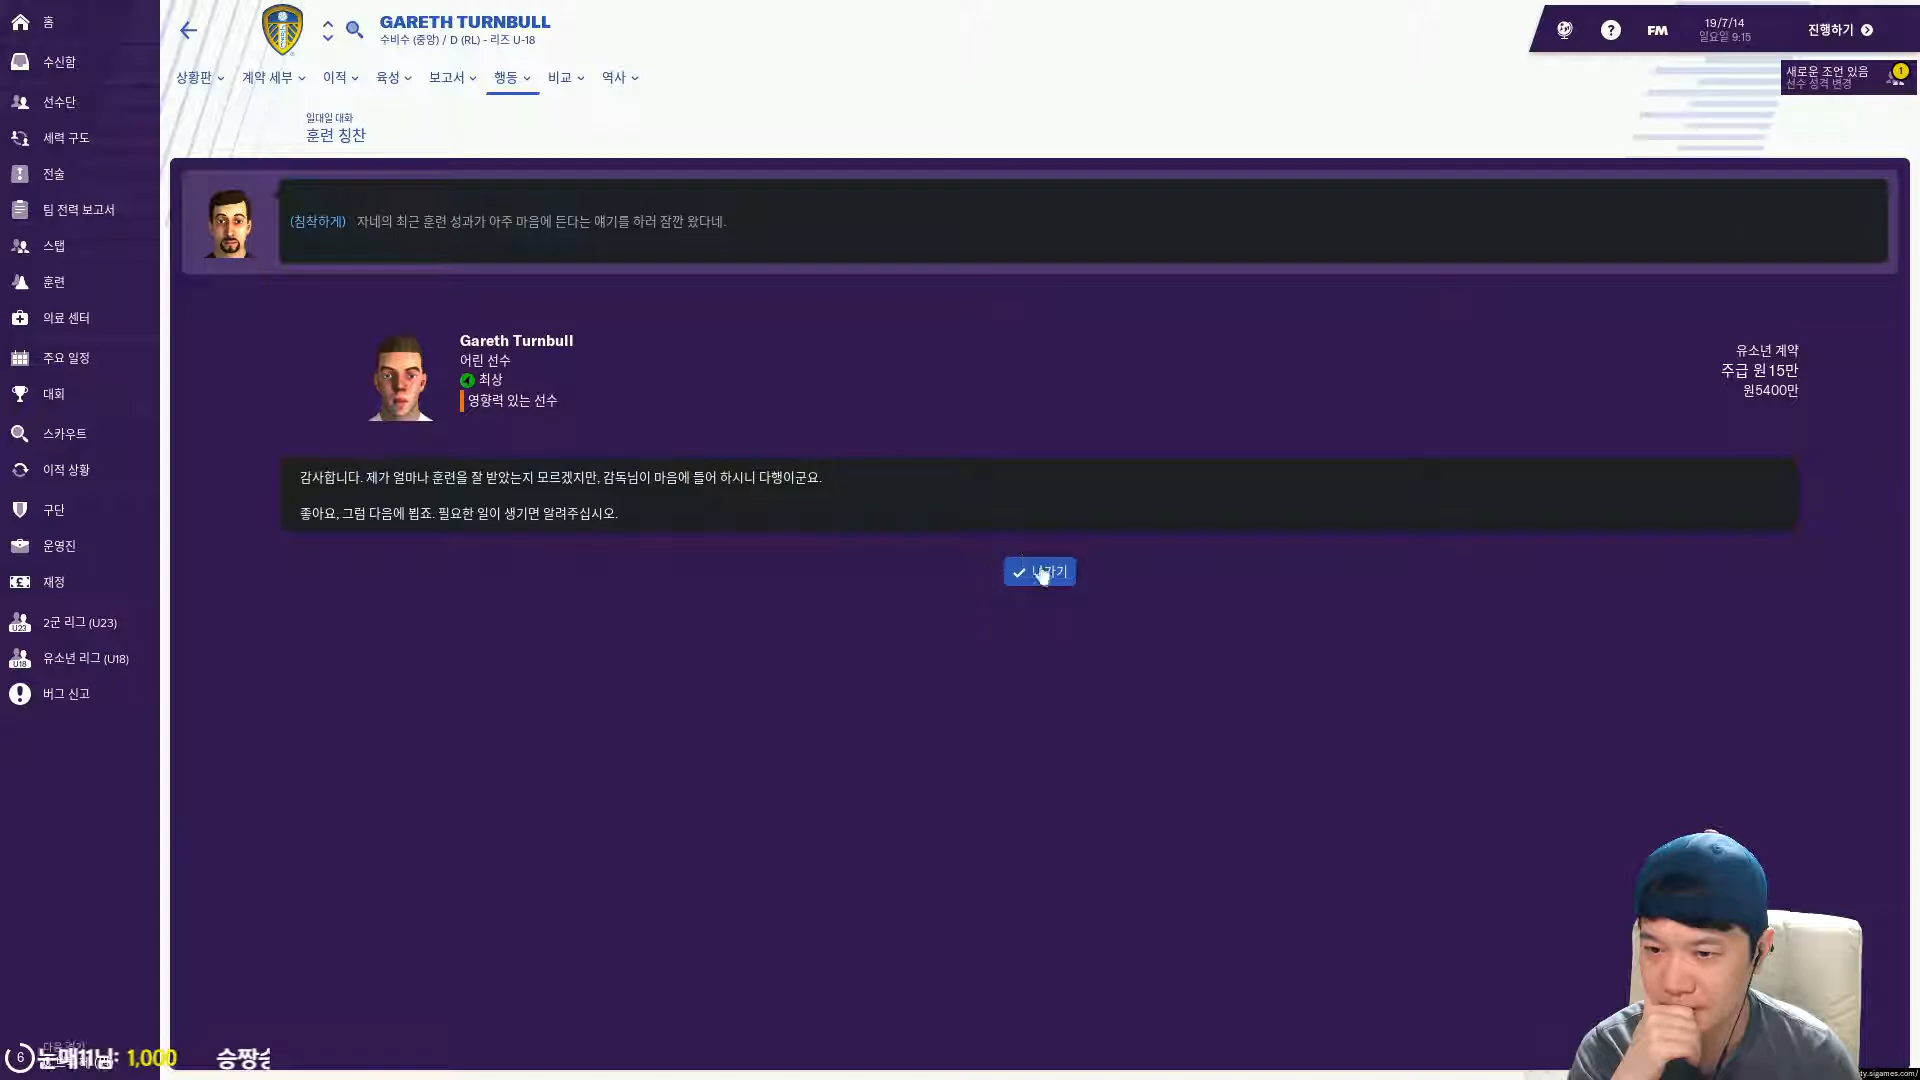 홈
수신함
선수단
세력 구도
전술
팀 전력 보고서
스탭
훈련
의료 센터
주요 일정
대회
스카우트
이적 상황
구단
운영진
재정
2군 리그 (U23)
유소년 리그 (U18)
버그 신고
GARETH TURNBULL
수비수 (중앙) / D (RL) - 리즈 U-18
FM
19/7/14
일요일 9:15
진행하기
상황판
계약 세부
이적
육성
보고서
행동
비교
역사
새로운 조언 있음
선수 성격 변경
1
일대일 대화
훈련 칭찬
(침착하게) 자네의 최근 훈련 성과가 아주 마음에 든다는 얘기를 하러 잠깐 왔다네.
Gareth Turnbull
어린 선수
최상
영향력 있는 선수
유소년 계약
주급 원15만
원5400만
감사합니다. 제가 얼마나 훈련을 잘 받았는지 모르겠지만, 감독님이 마음에 들어 하시니 다행이군요.
좋아요, 그럼 다음에 뵙죠. 필요한 일이 생기면 알려주십시오.
나가기
6
1,000